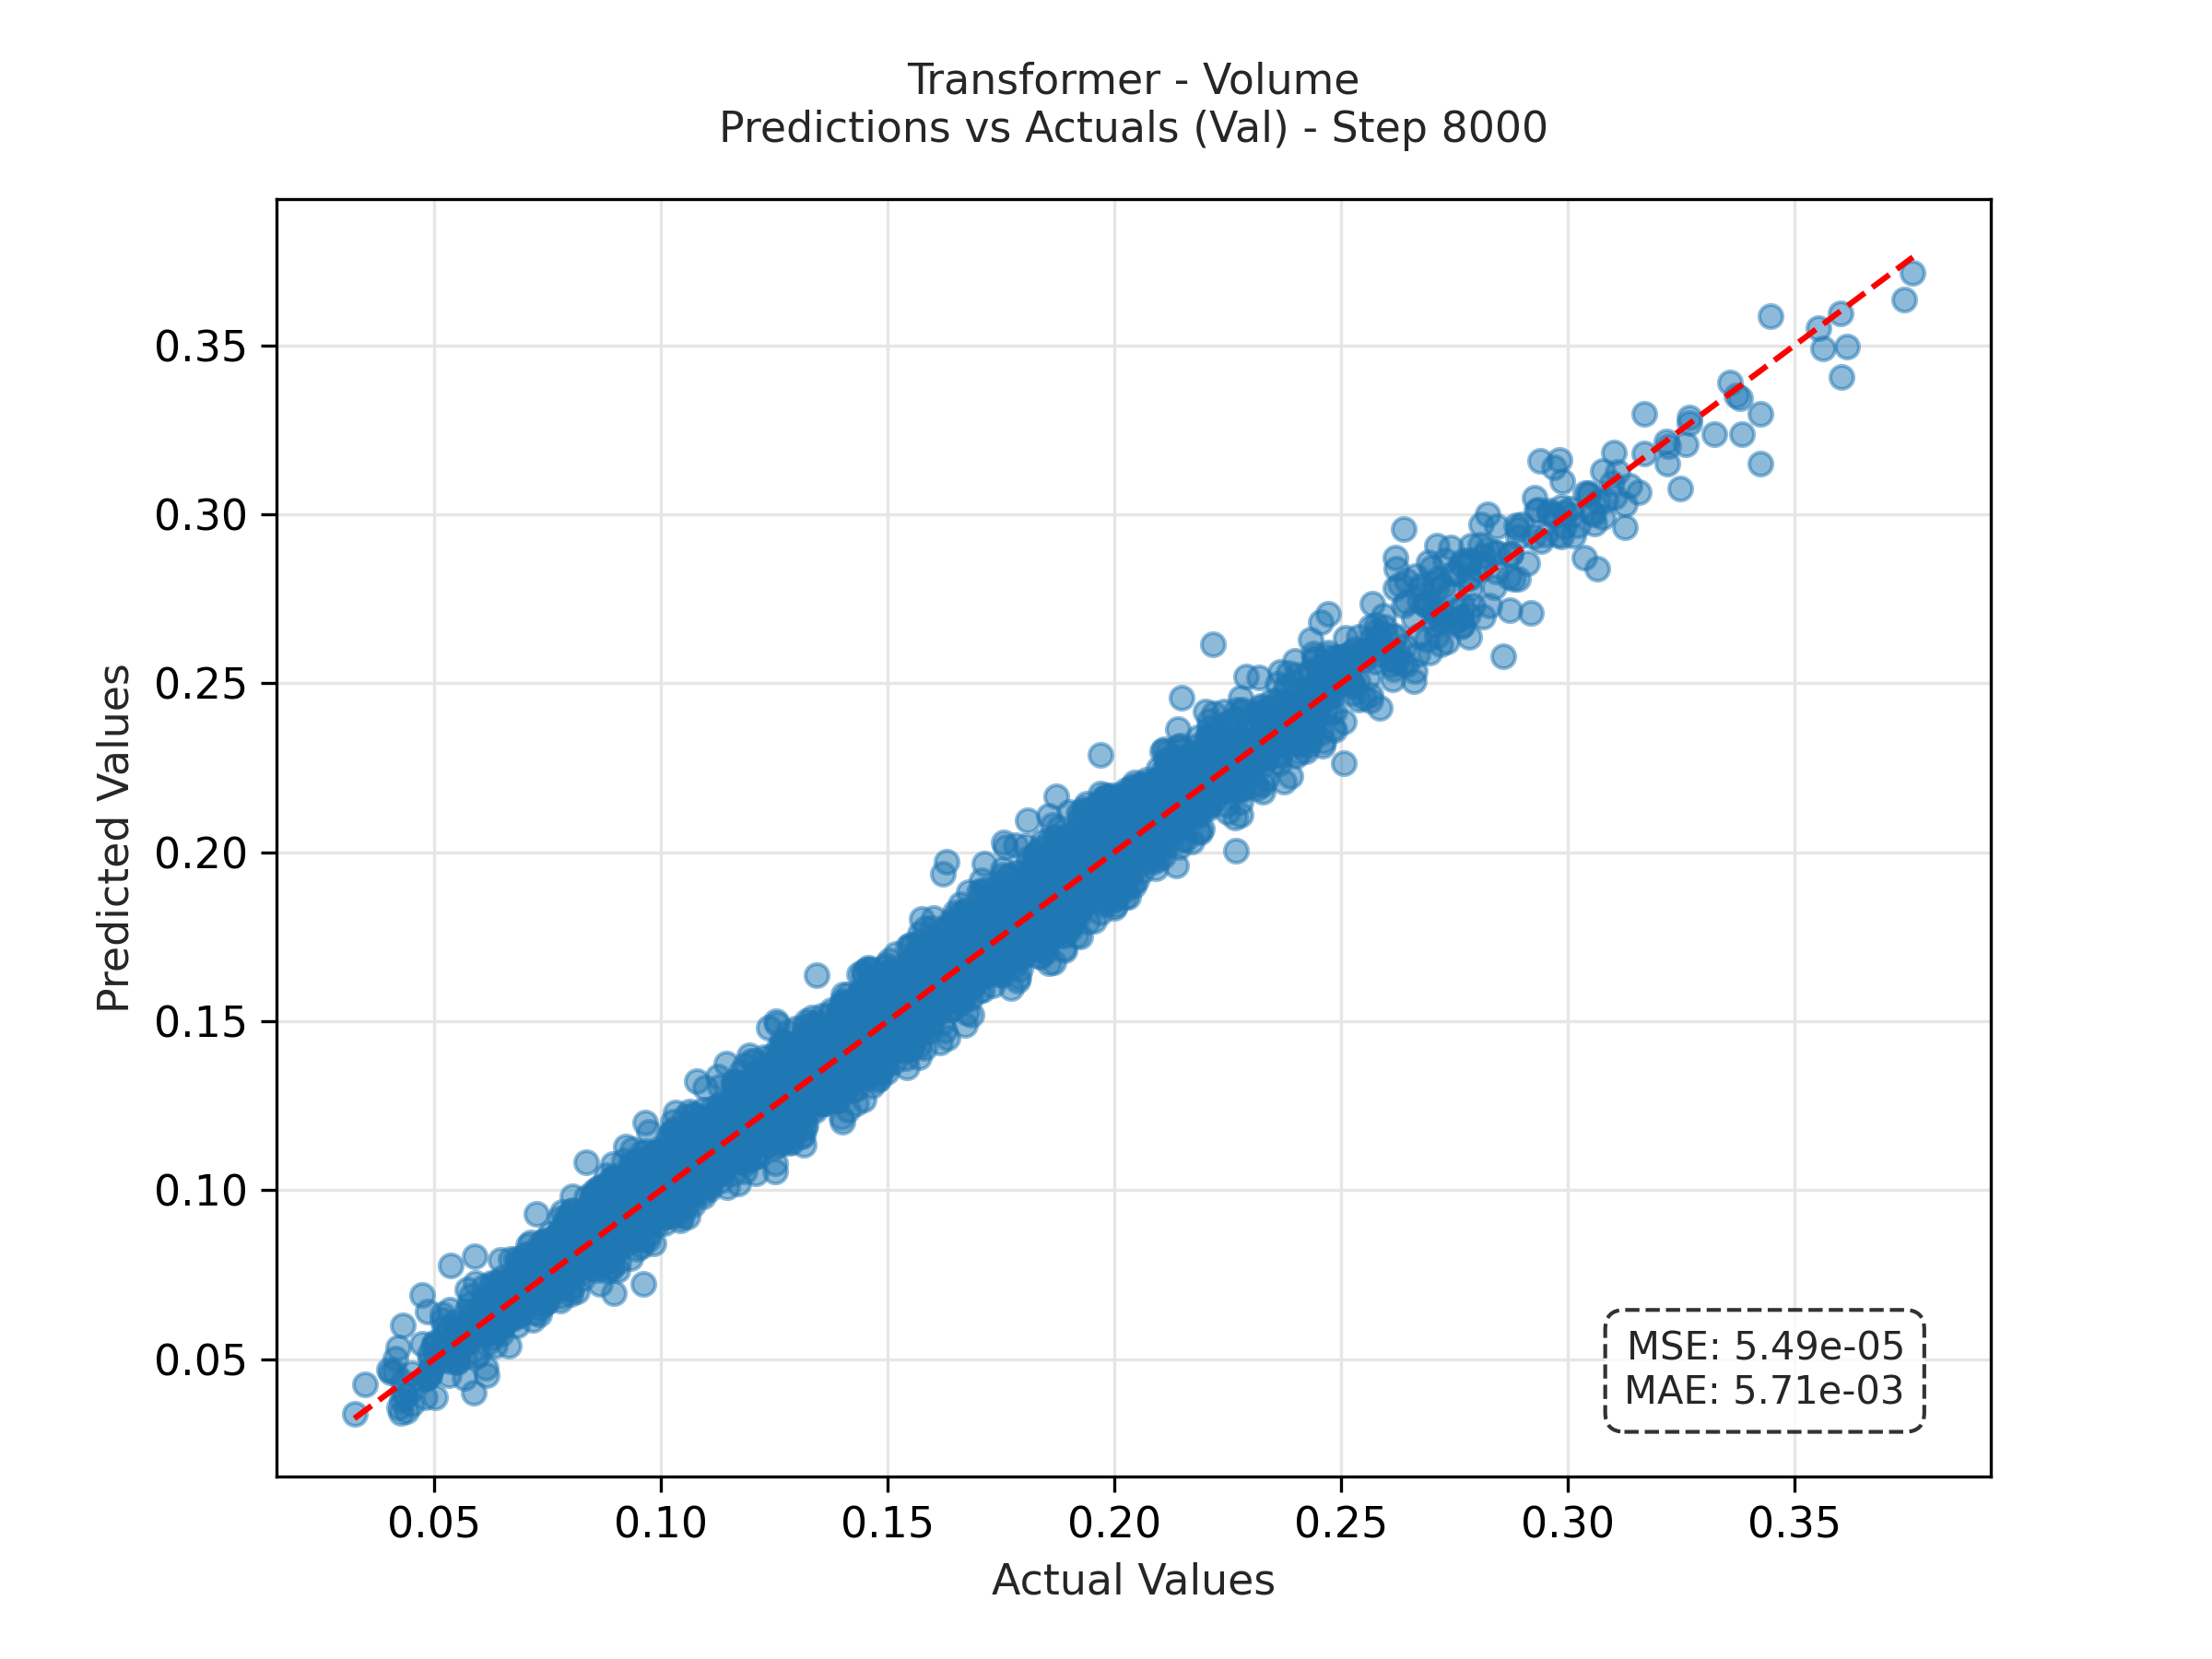 Transformer - Volume
Predictions vs Actuals (Val) - Step 8000
Predicted Values
0.35
0.30
0.25
0.20
0.15
0.10
0.05
MSE: 5.49e-05
MAE: 5.71e-03
0.05 0.10 0.15 0.20 0.25 0.30 0.35
Actual Values